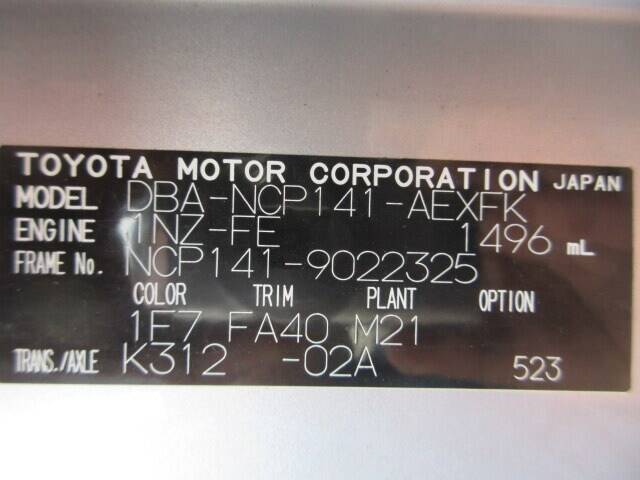 TOYOTA MOTOR CORPORATION JAPAN
MODEL DBA-NCP141-AEXFK
ENGINE 1NZ-FE 1496 mL
FRAME No. NCP141-9022325
COLOR TRIM PLANT OPTION
1E7 FA40 M21
TRANS./AXLE K312 -02A 523